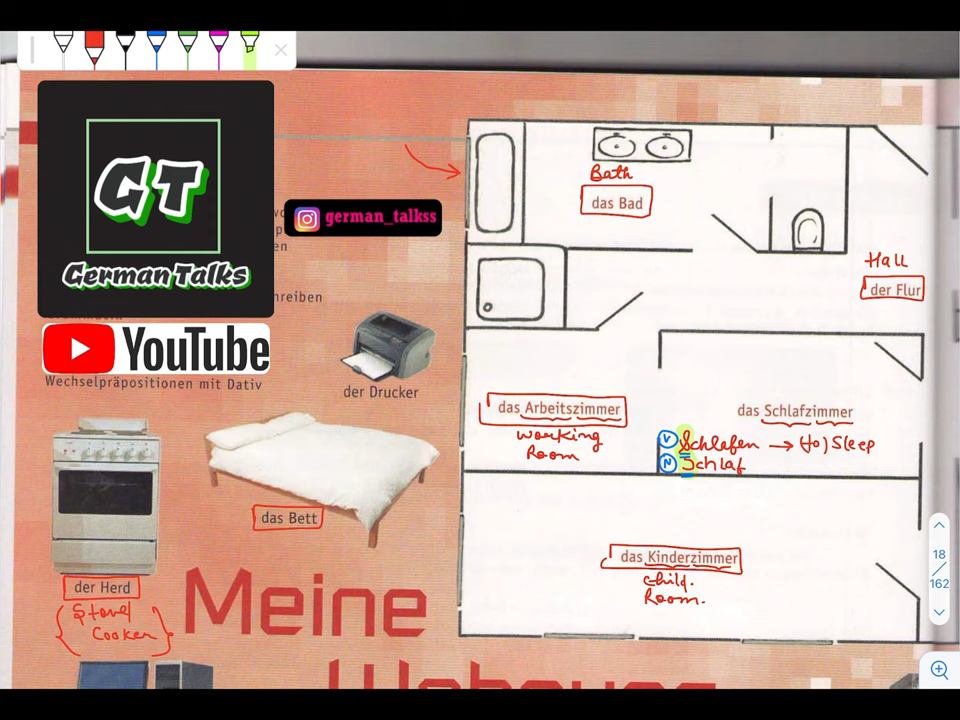 GT
German Talks
german_talkss
YouTube
en
hreiben
Wechselpräpositionen mit Dativ
der Drucker
Bath
das Bad
Hall
der Flur
das Arbeitszimmer
Working
Room
das Schlafzimmer
V Schlafen → (to) Sleep
N Schlaf
das Bett
das Kinderzimmer
Child.
Room.
der Herd
Cooker
Meine
18
/
162